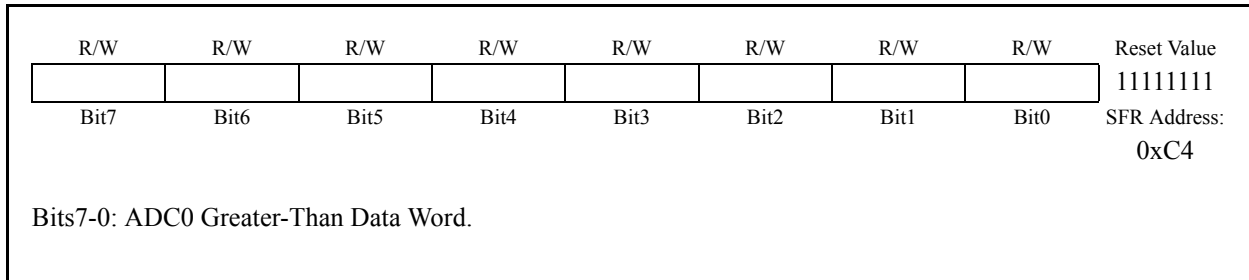 R/W R/W R/W R/W R/W R/W R/W R/W Reset Value
11111111
Bit7 Bit6 Bit5 Bit4 Bit3 Bit2 Bit1 Bit0 SFR Address:
0xC4
Bits7-0: ADC0 Greater-Than Data Word.